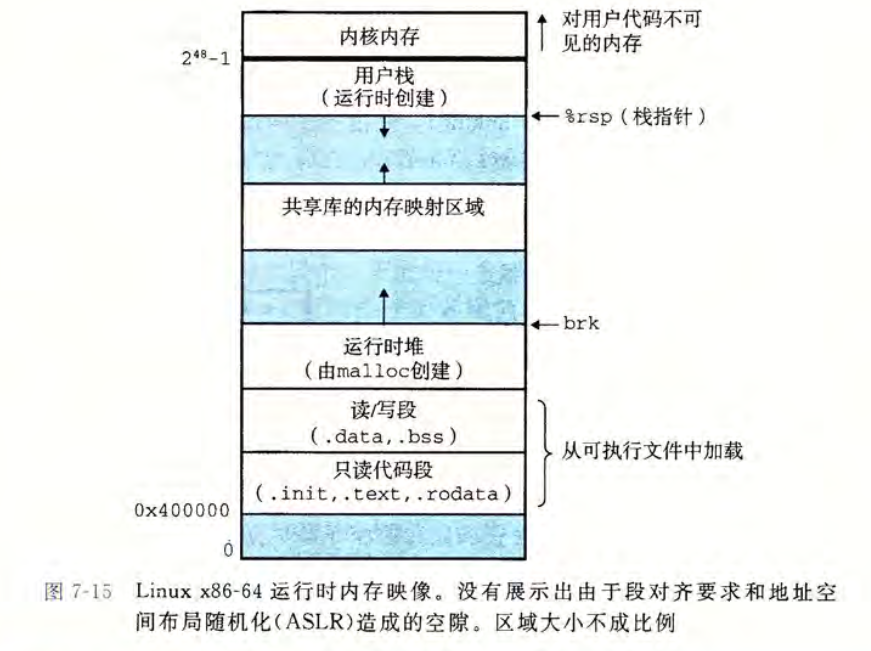 内核内存
对用户代码不可
见的内存
2⁴⁸-1
用户栈
(运行时创建)
%rsp(栈指针)
共享库的内存映射区域
brk
运行时堆
(由malloc创建)
读/写段
(.data,.bss)
只读代码段
(.init,.text,.rodata)
从可执行文件中加载
0x400000
0
图 7-15 Linux x86-64 运行时内存映像。没有展示出由于段对齐要求和地址空
间布局随机化(ASLR)造成的空隙。区域大小不成比例